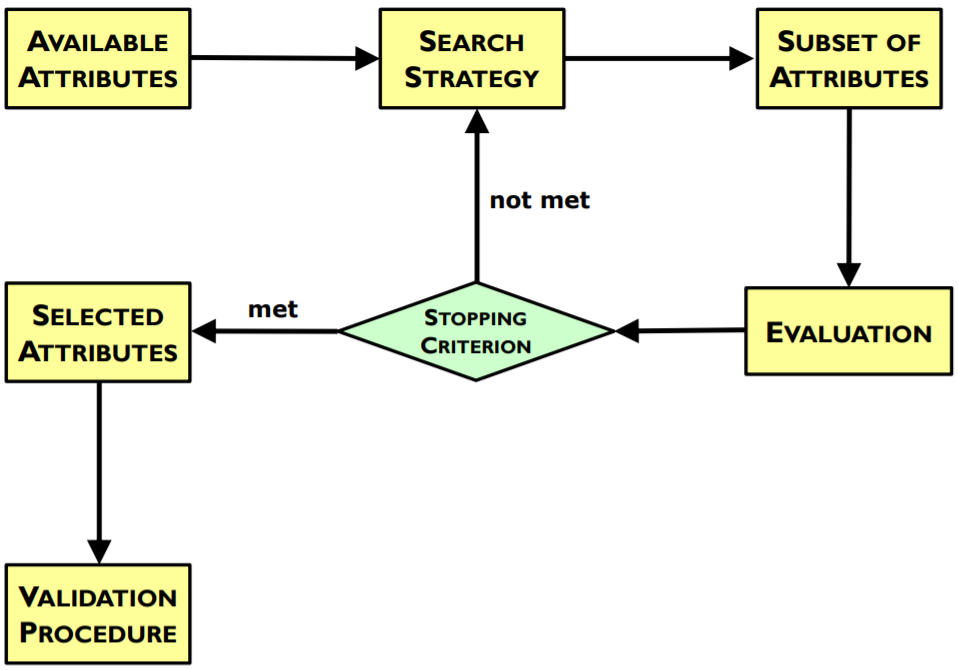 AVAILABLE
ATTRIBUTES
SEARCH
STRATEGY
SUBSET OF
ATTRIBUTES
not met
SELECTED
ATTRIBUTES
met
STOPPING
CRITERION
EVALUATION
VALIDATION
PROCEDURE